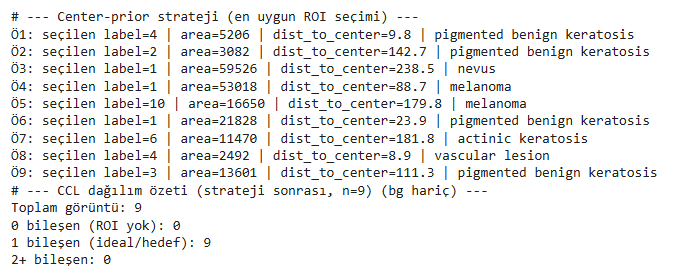 # --- Center-prior strateji (en uygun ROI seçimi) ---
Ö1: seçilen label=4 | area=5206 | dist_to_center=9.8 | pigmented benign keratosis
Ö2: seçilen label=2 | area=3082 | dist_to_center=142.7 | pigmented benign keratosis
Ö3: seçilen label=1 | area=59526 | dist_to_center=238.5 | nevus
Ö4: seçilen label=1 | area=53018 | dist_to_center=88.7 | melanoma
Ö5: seçilen label=10 | area=16650 | dist_to_center=179.8 | melanoma
Ö6: seçilen label=1 | area=21828 | dist_to_center=23.9 | pigmented benign keratosis
Ö7: seçilen label=6 | area=11470 | dist_to_center=181.8 | actinic keratosis
Ö8: seçilen label=4 | area=2492 | dist_to_center=8.9 | vascular lesion
Ö9: seçilen label=3 | area=13601 | dist_to_center=111.3 | pigmented benign keratosis
# --- CCL dağılım özeti (strateji sonrası, n=9) (bg hariç) ---
Toplam görüntü: 9
0 bileşen (ROI yok): 0
1 bileşen (ideal/hedef): 9
2+ bileşen: 0